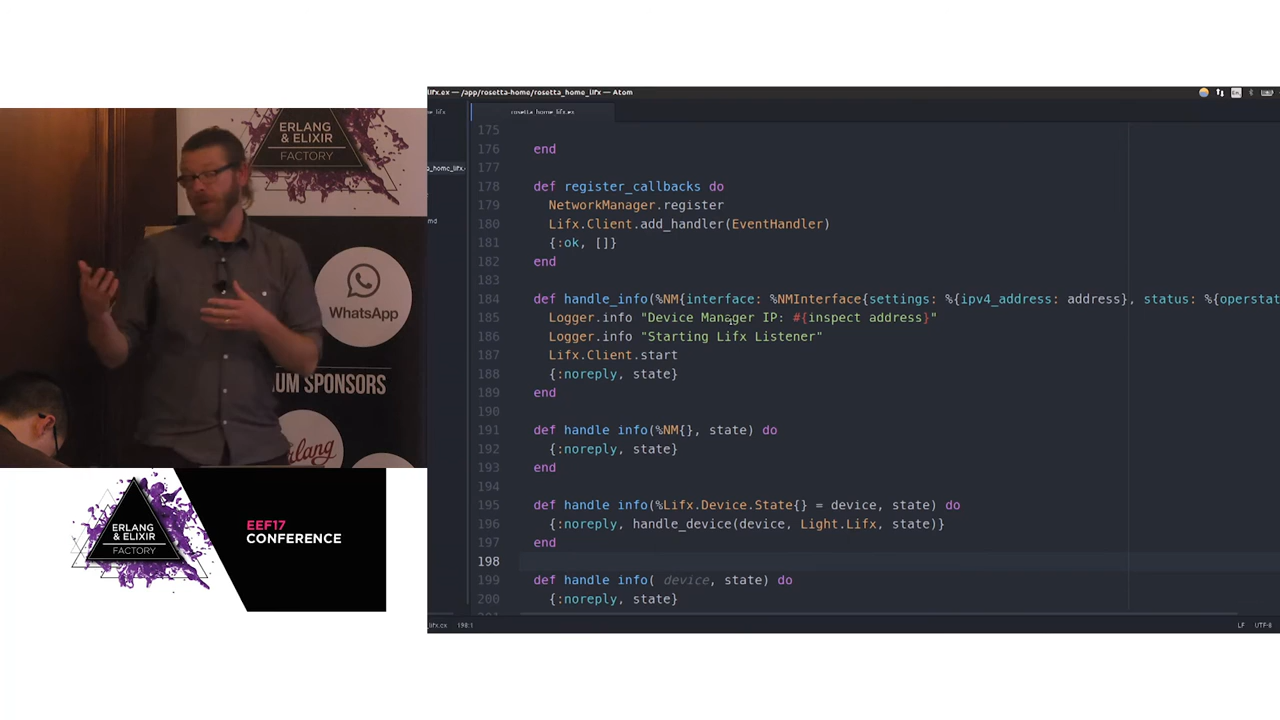 ERLANG
& ELIXIR
FACTORY
WhatsApp
UM SPONSORS
lang
ERLANG
& ELIXIR
FACTORY
EEF17
CONFERENCE
lifx.ex — /app/rosetta-home/rosetta_home_lifx — Atom
rosetta_home_lifx.ex
175
176 end
177
178 def register_callbacks do
179 NetworkManager.register
180 Lifx.Client.add_handler(EventHandler)
181 {:ok, []}
182 end
183
184 def handle_info(%NM{interface: %NMInterface{settings: %{ipv4_address: address}, status: %{operstat
185 Logger.info "Device Manager IP: #{inspect address}"
186 Logger.info "Starting Lifx Listener"
187 Lifx.Client.start
188 {:noreply, state}
189 end
190
191 def handle_info(%NM{}, state) do
192 {:noreply, state}
193 end
194
195 def handle_info(%Lifx.Device.State{} = device, state) do
196 {:noreply, handle_device(device, Light.Lifx, state)}
197 end
198
199 def handle_info(_device, state) do
200 {:noreply, state}
198:1
LF UTF-8